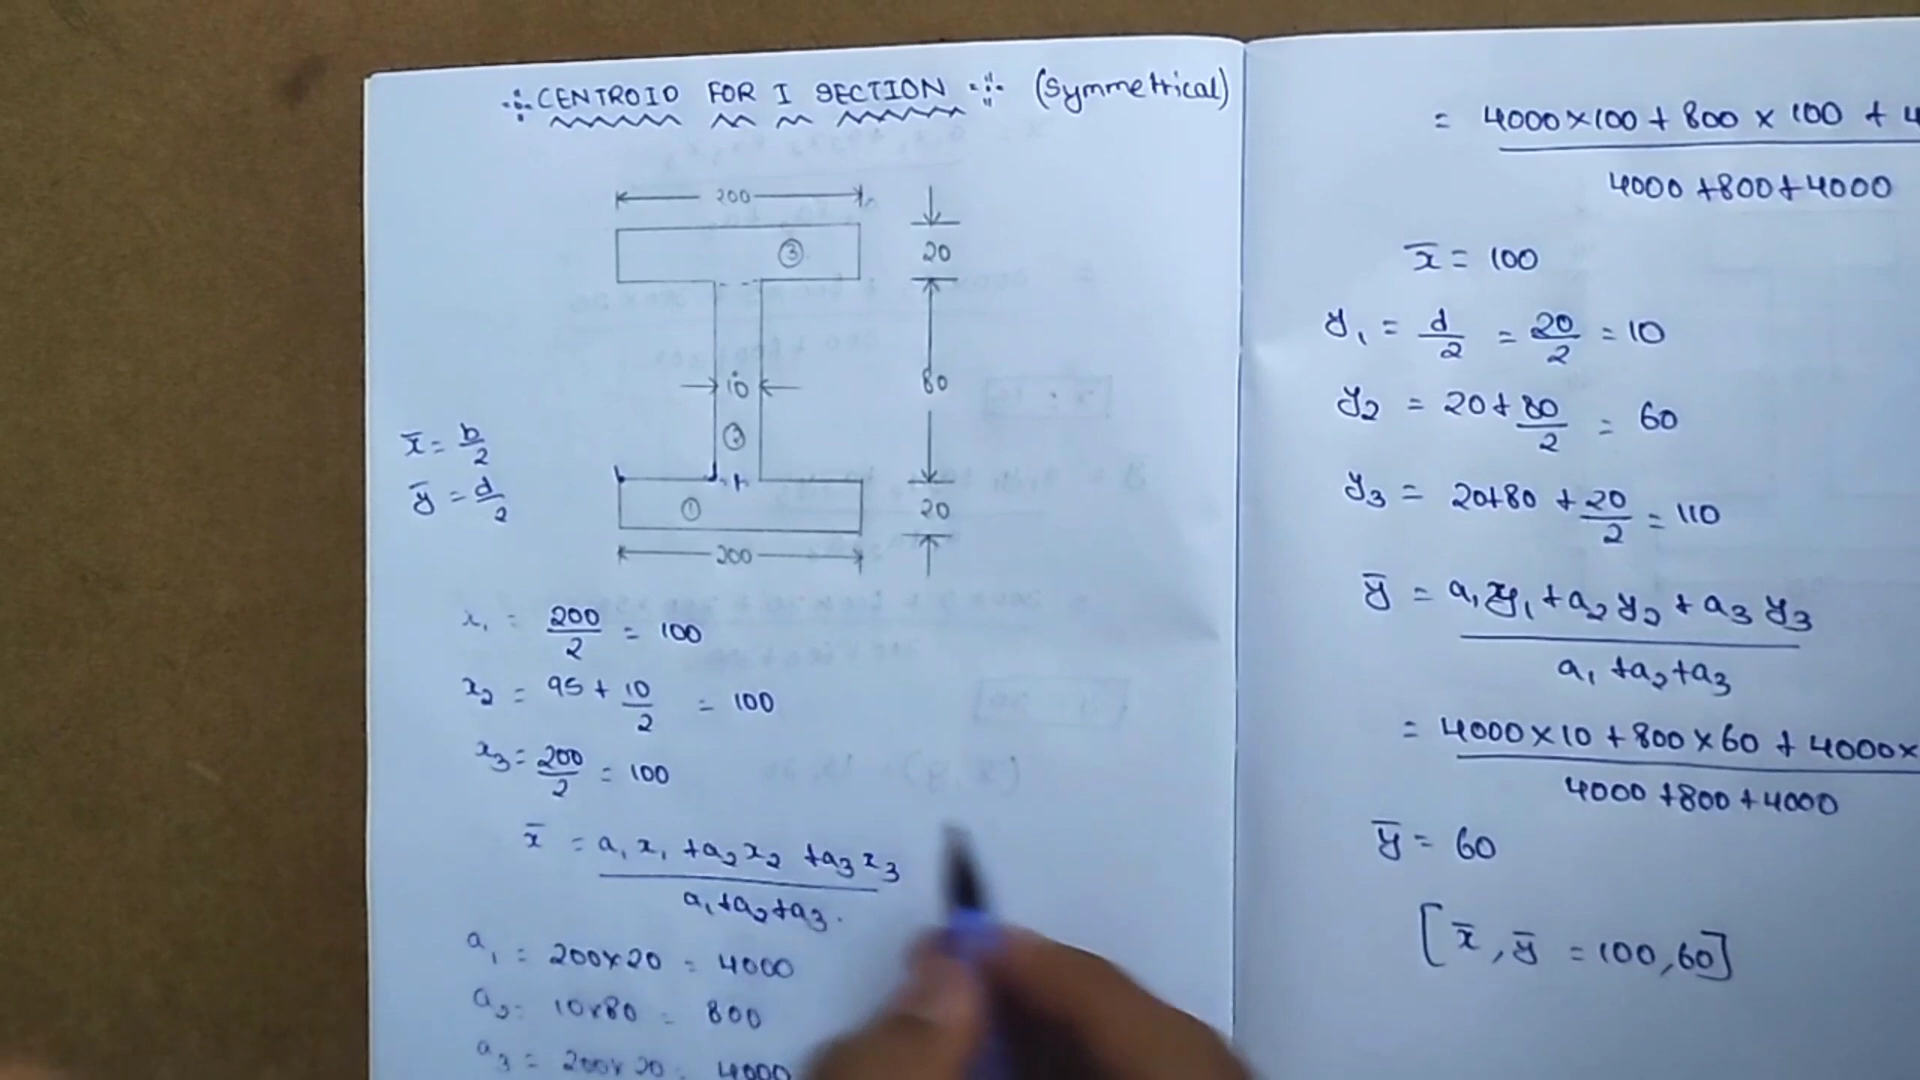 CENTROID FOR I SECTION (Symmetrical)
200
③
20
10
80
②
x̄ = b/2
ȳ = d/2
①
20
200
x₁ = 200/2 = 100
x₂ = 95 + 10/2 = 100
x₃ = 200/2 = 100
x̄ = a₁x₁ + a₂x₂ + a₃x₃ / a₁+a₂+a₃.
a₁ = 200×20 = 4000
a₂ = 10×80 = 800
a₃ = 200×20 = 4000
= 4000×100 + 800×100 + 4
4000+800+4000
x̄ = 100
y₁ = d/2 = 20/2 = 10
y₂ = 20+80/2 = 60
y₃ = 20+80+20/2 = 110
ȳ = a₁y₁+a₂y₂+a₃y₃
a₁+a₂+a₃
= 4000×10+800×60+4000×
4000+800+4000
ȳ = 60
[x̄, ȳ = 100,60]